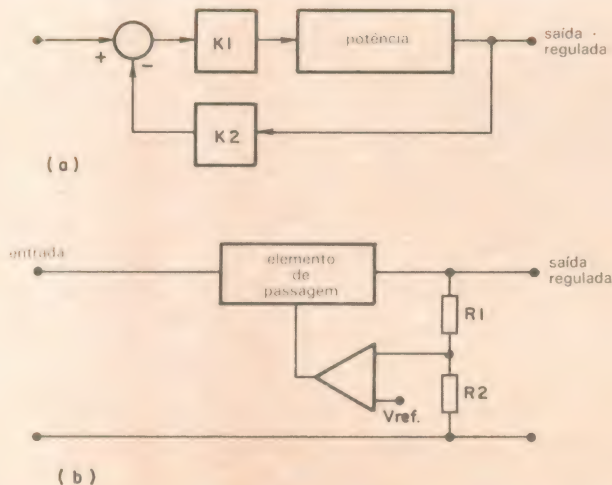 +
−
K1
potência
saída ·
regulada
K2
(a)
entrada
elemento
de
passagem
saída
regulada
R1
R2
Vref.
(b)